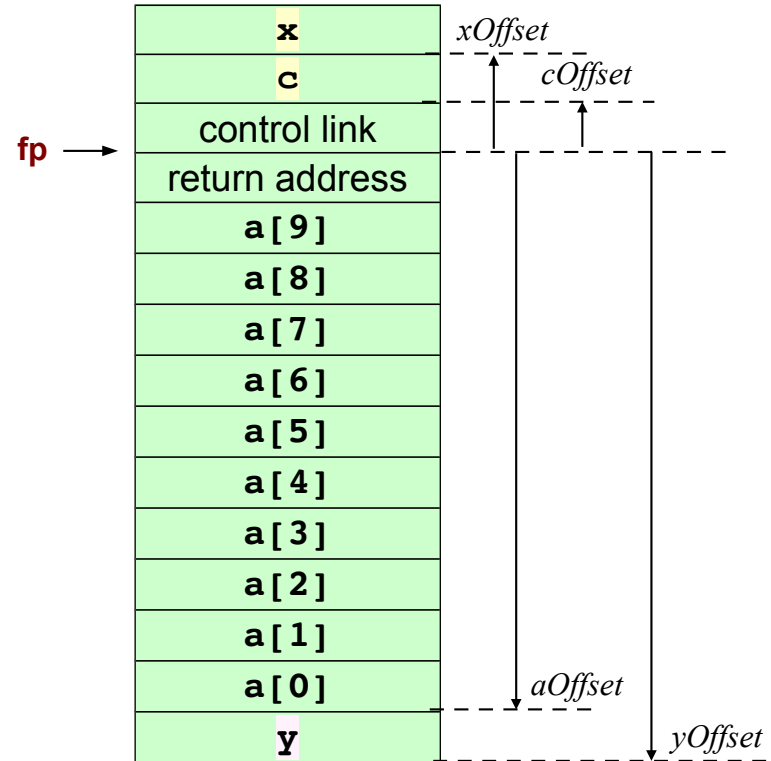 x
xOffset
c
cOffset
control link
fp
return address
a[9]
a[8]
a[7]
a[6]
a[5]
a[4]
a[3]
a[2]
a[1]
a[0]
aOffset
y
yOffset